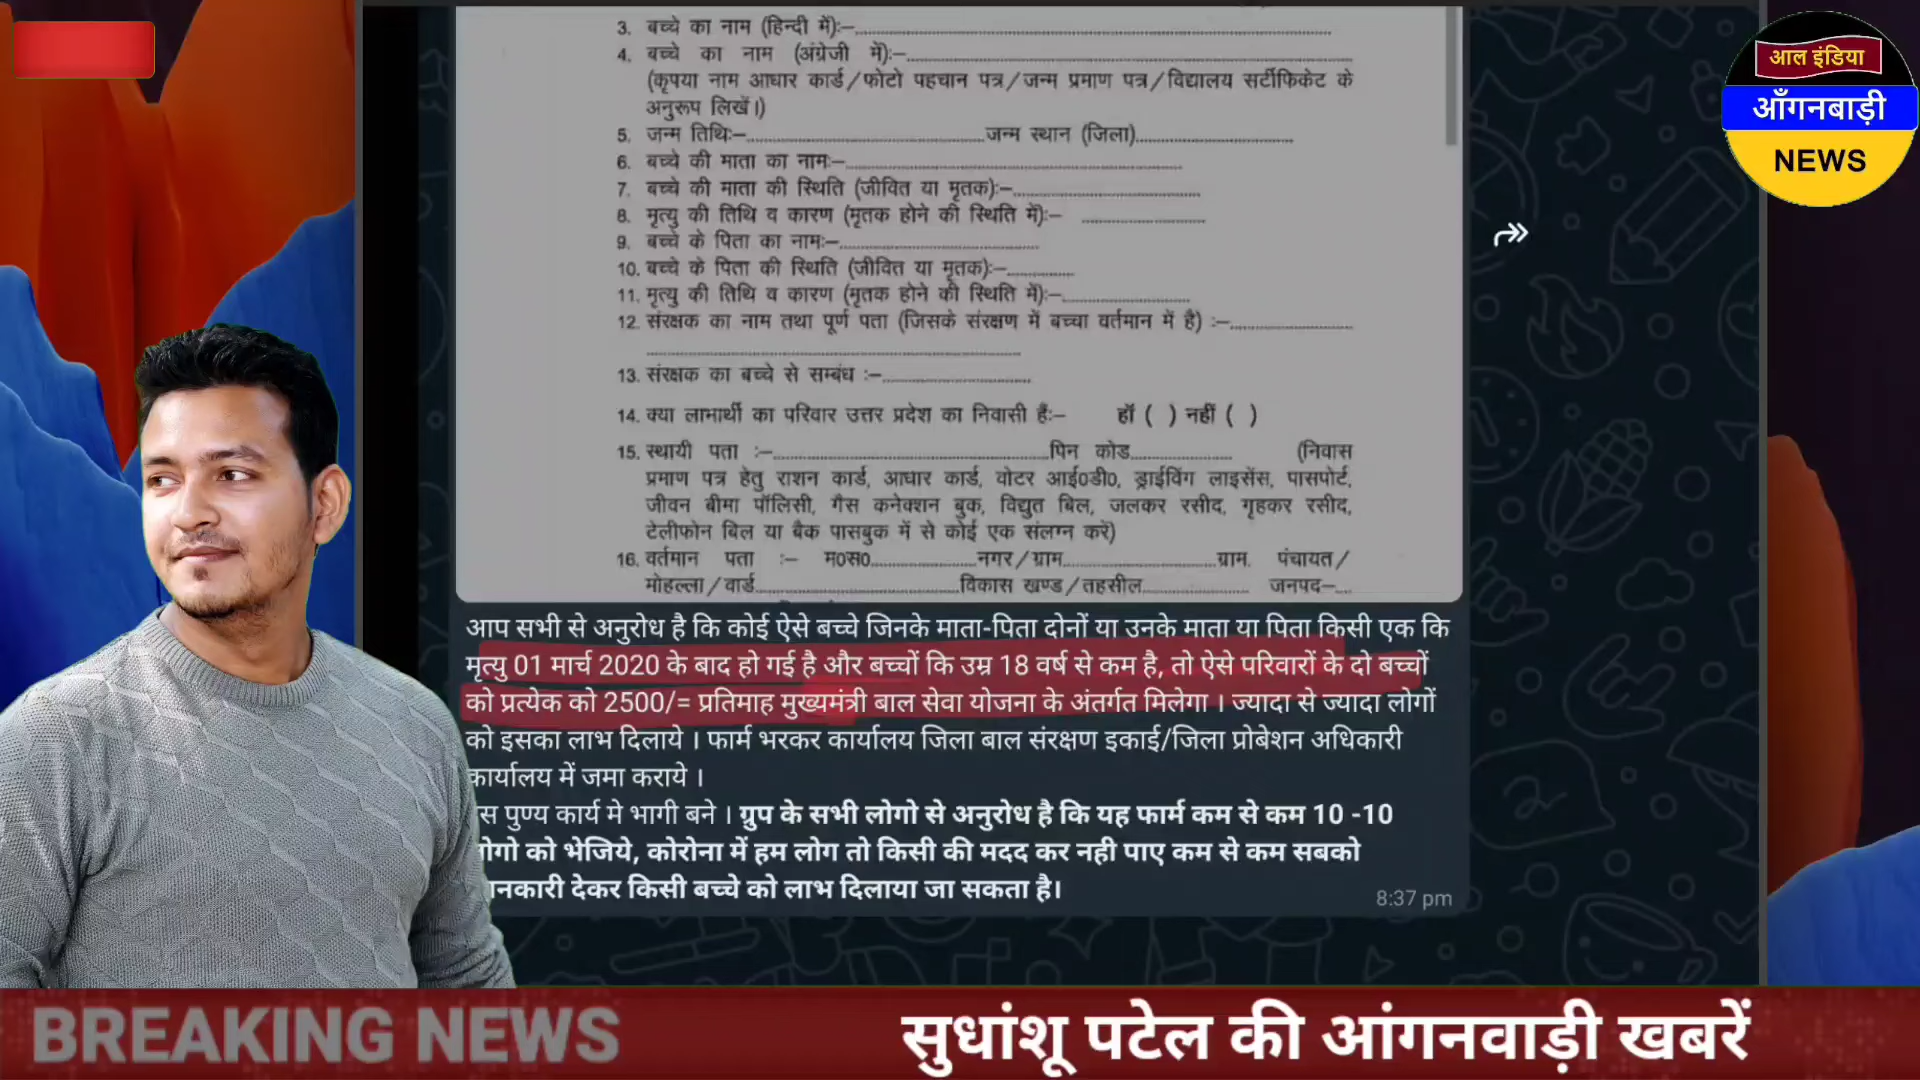 आल इंडिया
आँगनबाड़ी
NEWS
3. बच्चे का नाम (हिन्दी में):–
4. बच्चे का नाम (अंग्रेजी में):–
(कृपया नाम आधार कार्ड/फोटो पहचान पत्र/जन्म प्रमाण पत्र/विद्यालय सर्टीफिकेट के
अनुरूप लिखें।)
5. जन्म तिथिः–........................जन्म स्थान (जिला)........................
6. बच्चे की माता का नामः–
7. बच्चे की माता की स्थिति (जीवित या मृतक):–
8. मृत्यु की तिथि व कारण (मृतक होने की स्थिति में):–
9. बच्चे के पिता का नामः–
10. बच्चे के पिता की स्थिति (जीवित या मृतक):–
11. मृत्यु की तिथि व कारण (मृतक होने की स्थिति में):–
12. संरक्षक का नाम तथा पूर्ण पता (जिसके संरक्षण में बच्चा वर्तमान में है) :–
13. संरक्षक का बच्चे से सम्बंध :–
14. क्या लाभार्थी का परिवार उत्तर प्रदेश का निवासी हैः– हॉ ( ) नहीं ( )
15. स्थायी पता :–........................पिन कोड............ (निवास
प्रमाण पत्र हेतु राशन कार्ड, आधार कार्ड, वोटर आई0डी0, ड्राईविंग लाइसेंस, पासपोर्ट,
जीवन बीमा पॉलिसी, गैस कनेक्शन बुक, विद्युत बिल, जलकर रसीद, गृहकर रसीद,
टेलीफोन बिल या बैक पासबुक में से कोई एक संलग्न करें)
16. वर्तमान पता :– म0स0............नगर/ग्राम............ग्राम. पंचायत/
मोहल्ला/वार्ड............विकास खण्ड/तहसील............ जनपद–...
आप सभी से अनुरोध है कि कोई ऐसे बच्चे जिनके माता-पिता दोनों या उनके माता या पिता किसी एक कि
मृत्यु 01 मार्च 2020 के बाद हो गई है और बच्चों कि उम्र 18 वर्ष से कम है, तो ऐसे परिवारों के दो बच्चों
को प्रत्येक को 2500/= प्रतिमाह मुख्यमंत्री बाल सेवा योजना के अंतर्गत मिलेगा । ज्यादा से ज्यादा लोगों
को इसका लाभ दिलाये । फार्म भरकर कार्यालय जिला बाल संरक्षण इकाई/जिला प्रोबेशन अधिकारी
कार्यालय में जमा कराये ।
स पुण्य कार्य मे भागी बने । ग्रुप के सभी लोगो से अनुरोध है कि यह फार्म कम से कम 10 -10
ोगो को भेजिये, कोरोना में हम लोग तो किसी की मदद कर नही पाए कम से कम सबको
ानकारी देकर किसी बच्चे को लाभ दिलाया जा सकता है।
8:37 pm
BREAKING NEWS
सुधांशू पटेल की आंगनवाड़ी खबरें